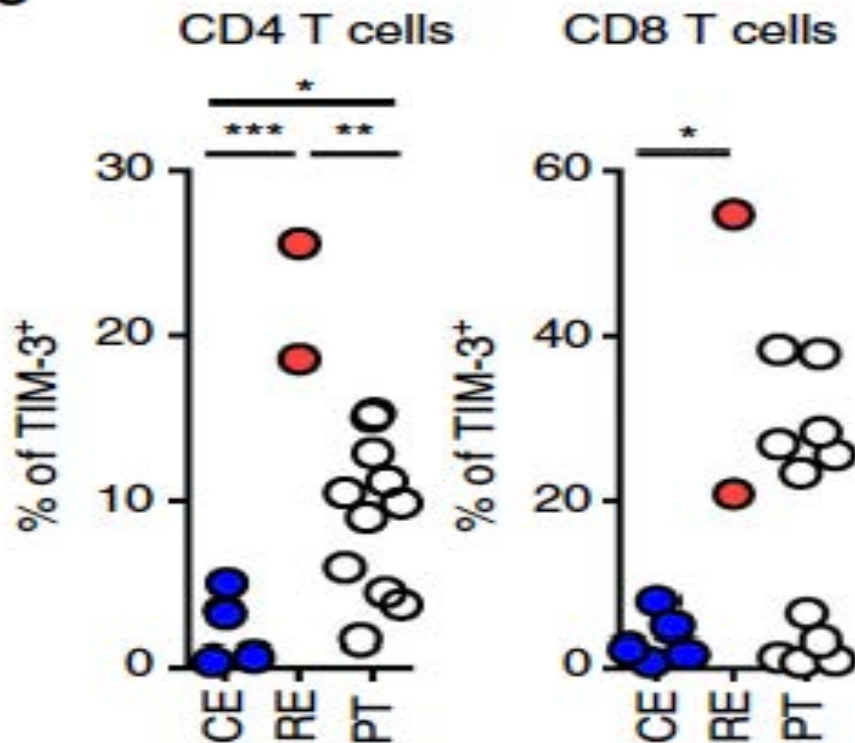 CD4 T cells
CD8 T cells
*
***
**
*
30
20
10
0
% of TIM-3+
CE
RE
PT
60
40
20
0
% of TIM-3+
CE
RE
PT